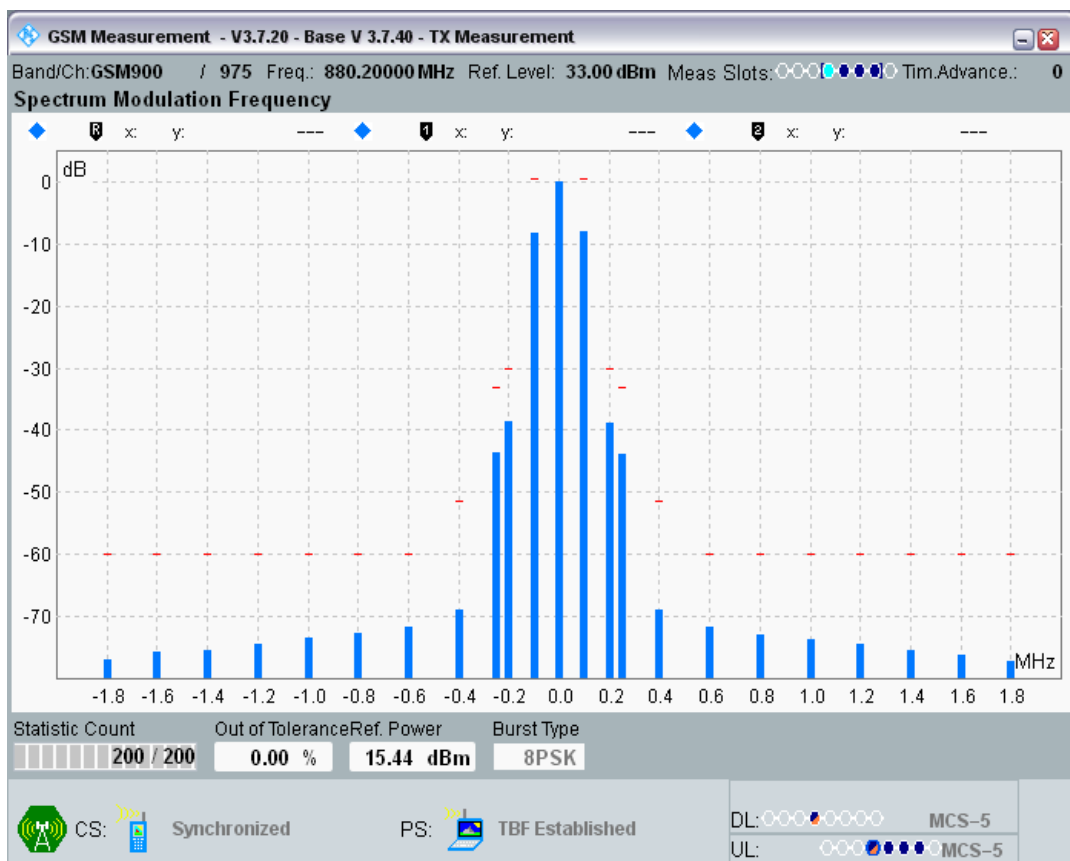 GSM Measurement - V3.7.20 - Base V 3.7.40 - TX Measurement
Band/Ch:GSM900 / 975 Freq.: 880.20000 MHz Ref. Level: 33.00 dBm Meas Slots: Tim.Advance.: 0
Spectrum Modulation Frequency
R x: y: --- 1 x: y: --- 2 x: y: ---
dB
0
-10
-20
-30
-40
-50
-60
-70
MHz
-1.8 -1.6 -1.4 -1.2 -1.0 -0.8 -0.6 -0.4 -0.2 0.0 0.2 0.4 0.6 0.8 1.0 1.2 1.4 1.6 1.8
Statistic Count Out of Tolerance Ref. Power Burst Type
200 / 200 0.00 % 15.44 dBm 8PSK
CS: Synchronized PS: TBF Established
DL: MCS-5
UL: MCS-5